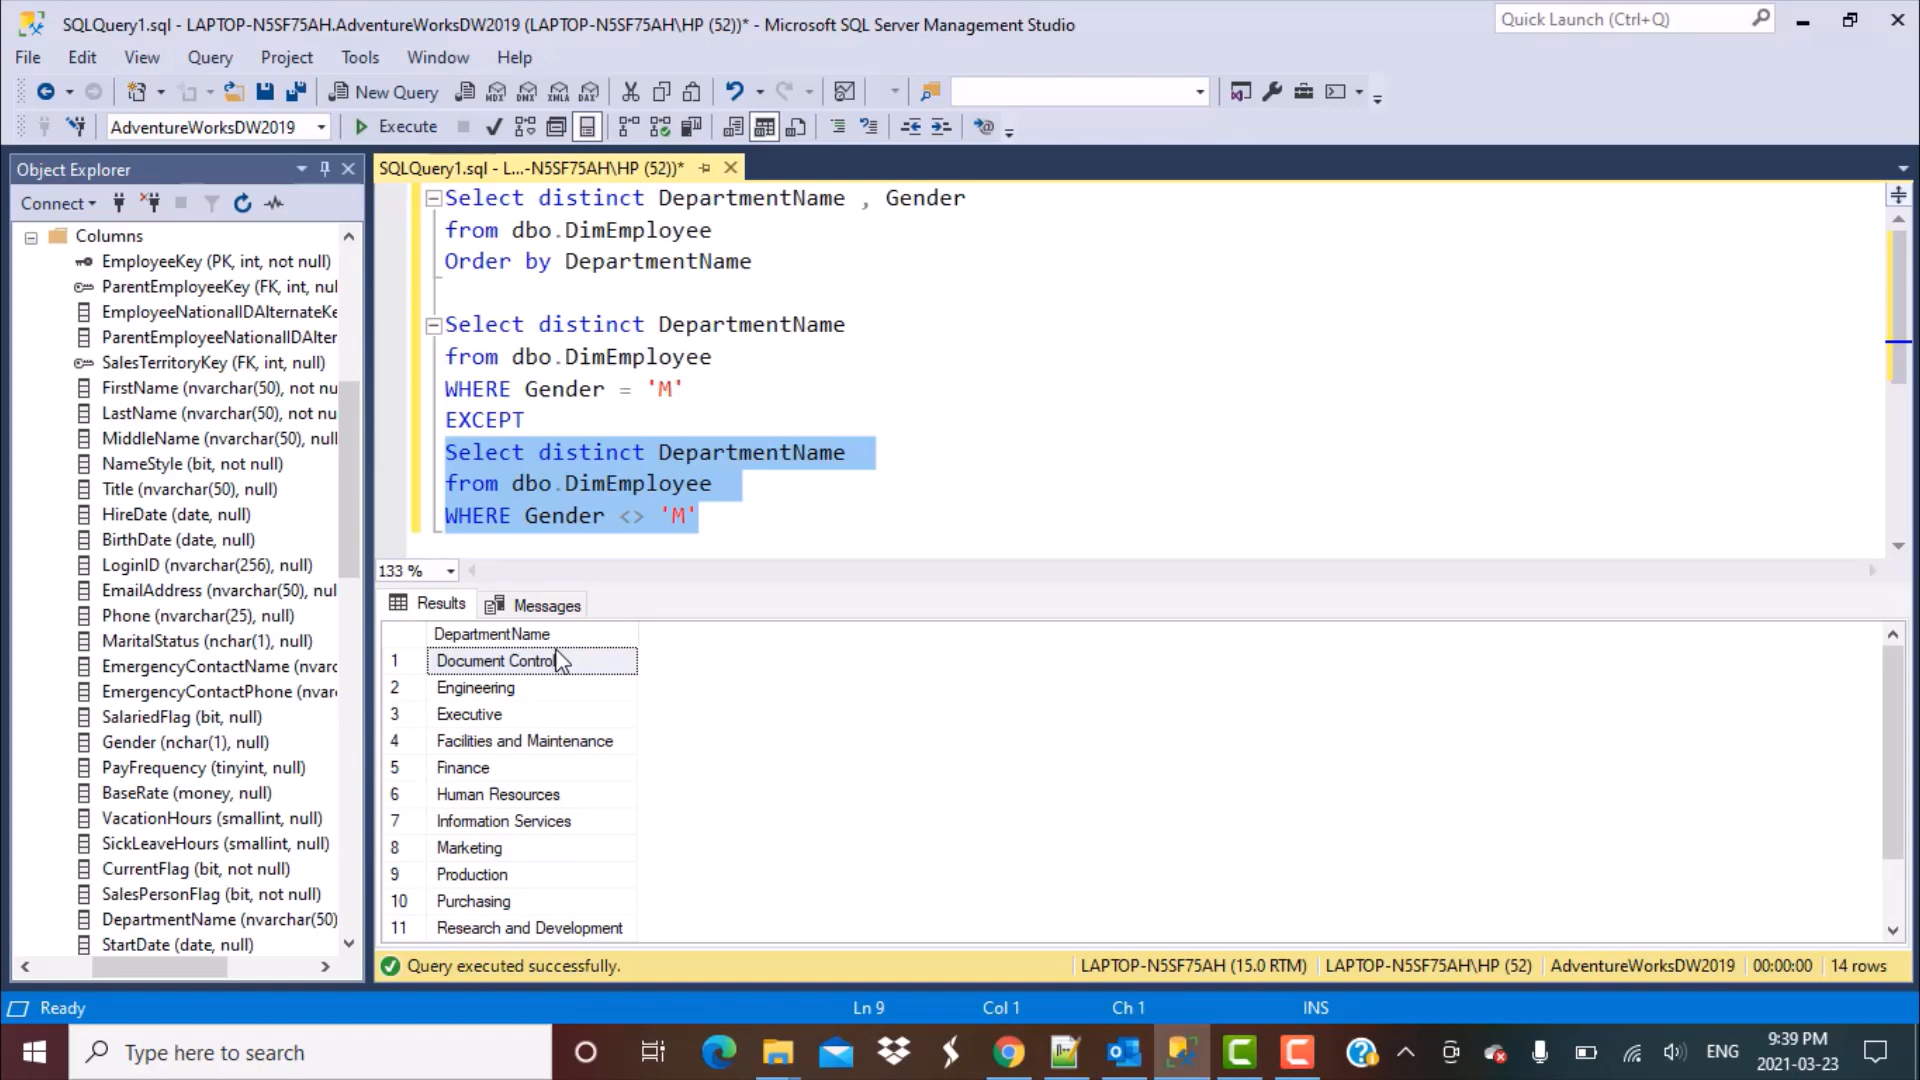 SQLQuery1.sql - LAPTOP-N5SF75AH.AdventureWorksDW2019 (LAPTOP-N5SF75AH\HP (52))* - Microsoft SQL Server Management Studio
Quick Launch (Ctrl+Q)
File Edit View Query Project Tools Window Help
New Query MDX DMX XMLA DAX
AdventureWorksDW2019 Execute
Object Explorer
SQLQuery1.sql - L...-N5SF75AH\HP (52))*
Connect
Columns
EmployeeKey (PK, int, not null)
ParentEmployeeKey (FK, int, nul
EmployeeNationalIDAlternateKe
ParentEmployeeNationalIDAlter
SalesTerritoryKey (FK, int, null)
FirstName (nvarchar(50), not nu
LastName (nvarchar(50), not nu
MiddleName (nvarchar(50), null
NameStyle (bit, not null)
Title (nvarchar(50), null)
HireDate (date, null)
BirthDate (date, null)
LoginID (nvarchar(256), null)
EmailAddress (nvarchar(50), nul
Phone (nvarchar(25), null)
MaritalStatus (nchar(1), null)
EmergencyContactName (nvarc
EmergencyContactPhone (nvar
SalariedFlag (bit, null)
Gender (nchar(1), null)
PayFrequency (tinyint, null)
BaseRate (money, null)
VacationHours (smallint, null)
SickLeaveHours (smallint, null)
CurrentFlag (bit, not null)
SalesPersonFlag (bit, not null)
DepartmentName (nvarchar(50)
StartDate (date, null)
Select distinct DepartmentName , Gender
from dbo.DimEmployee
Order by DepartmentName
Select distinct DepartmentName
from dbo.DimEmployee
WHERE Gender = 'M'
EXCEPT
Select distinct DepartmentName
from dbo.DimEmployee
WHERE Gender <> 'M'
133 %
Results Messages
DepartmentName
1 Document Control
2 Engineering
3 Executive
4 Facilities and Maintenance
5 Finance
6 Human Resources
7 Information Services
8 Marketing
9 Production
10 Purchasing
11 Research and Development
Query executed successfully. LAPTOP-N5SF75AH (15.0 RTM) LAPTOP-N5SF75AH\HP (52) AdventureWorksDW2019 00:00:00 14 rows
Ready Ln 9 Col 1 Ch 1 INS
Type here to search
ENG
9:39 PM
2021-03-23